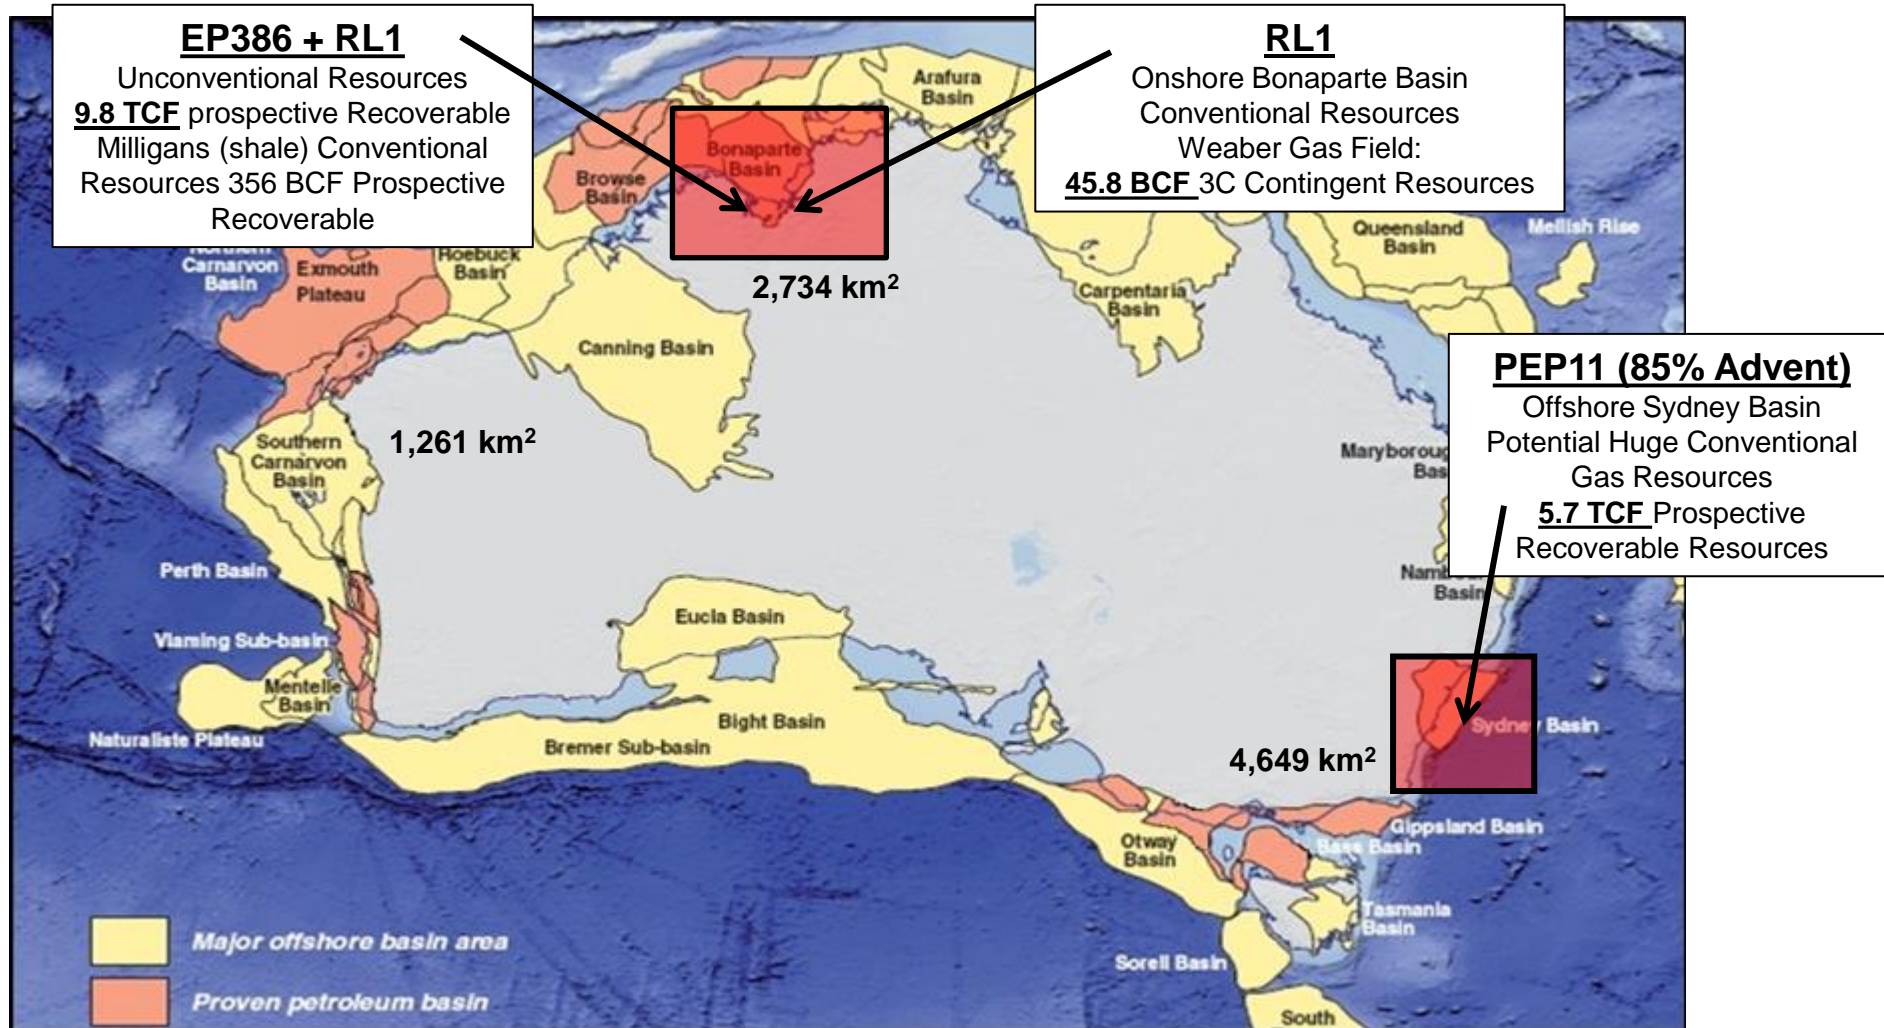 EP386 + RL1
Unconventional Resources
9.8 TCF prospective Recoverable
Milligans (shale) Conventional
Resources 356 BCF Prospective
Recoverable
RL1
Onshore Bonaparte Basin
Conventional Resources
Weaber Gas Field:
45.8 BCF 3C Contingent Resources
Arafura
Basin
Bonaparte
Basin
Browse
Basin
Northern
Carnarvon
Basin
Exmouth
Plateau
Roebuck
Basin
2,734 km²
Queensland
Basin
Mellish Rise
Carpentaria
Basin
Canning Basin
PEP11 (85% Advent)
Offshore Sydney Basin
Potential Huge Conventional
Gas Resources
5.7 TCF Prospective
Recoverable Resources
Southern
Carnarvon
Basin
1,261 km²
Maryboroug
Bas
Perth Basin
Nam
Basin
Eucla Basin
Vlaming Sub-basin
Mentelle
Basin
Naturaliste Plateau
Bight Basin
Bremer Sub-basin
Sydney Basin
4,649 km²
Gippsland Basin
Bass Basin
Otway
Basin
Tasmania
Basin
Sorell Basin
South
Major offshore basin area
Proven petroleum basin